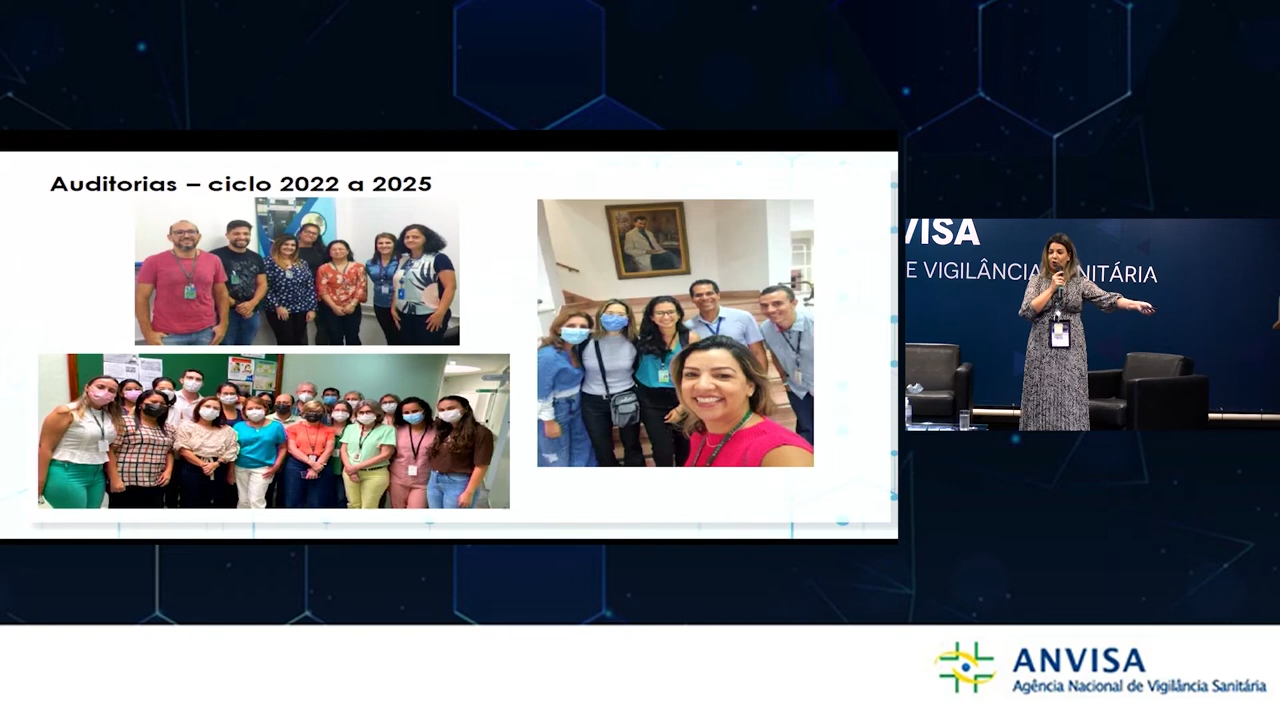 Auditorias – ciclo 2022 a 2025
VISA
E VIGILÂNCIA SANITÁRIA
ANVISA
Agência Nacional de Vigilância Sanitária